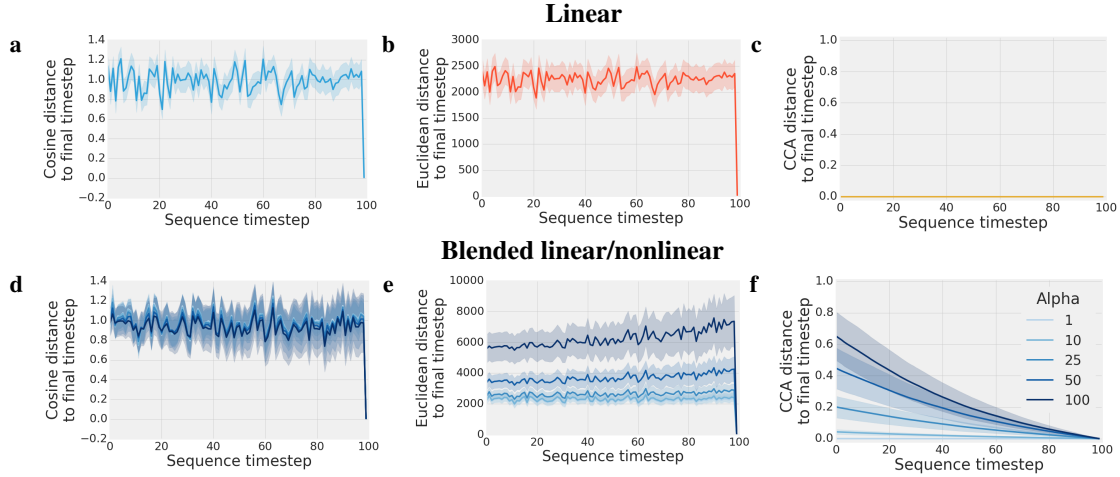 Linear
a
1.4
1.2
1.0
0.8
0.6
0.4
0.2
0.0
−0.2
Cosine distance
to final timestep
0 20 40 60 80 100
Sequence timestep
b
3000
2500
2000
1500
1000
500
0
Euclidean distance
to final timestep
0 20 40 60 80 100
Sequence timestep
c
1.0
0.8
0.6
0.4
0.2
0.0
CCA distance
to final timestep
0 20 40 60 80 100
Sequence timestep
Blended linear/nonlinear
d
1.4
1.2
1.0
0.8
0.6
0.4
0.2
0.0
−0.2
Cosine distance
to final timestep
0 20 40 60 80 100
Sequence timestep
e
10000
8000
6000
4000
2000
0
Euclidean distance
to final timestep
0 20 40 60 80 100
Sequence timestep
f
1.0
0.8
0.6
0.4
0.2
0.0
CCA distance
to final timestep
Alpha
1
10
25
50
100
0 20 40 60 80 100
Sequence timestep